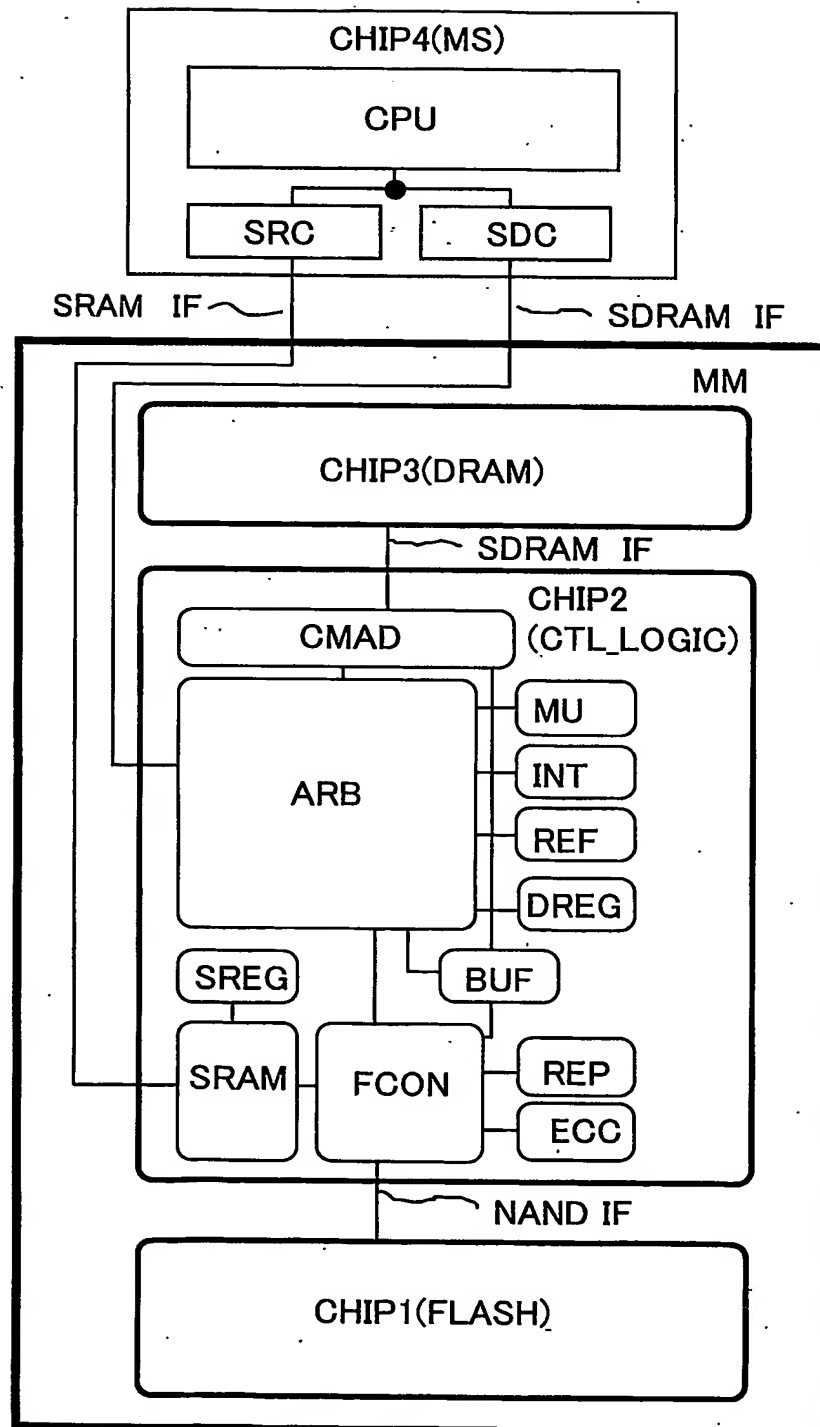 CHIP4(MS)
CPU
SRC
SDC
SRAM IF
SDRAM IF
MM
CHIP3(DRAM)
SDRAM IF
CHIP2
(CTL_LOGIC)
CMAD
MU
ARB
INT
REF
DREG
SREG
BUF
SRAM
FCON
REP
ECC
NAND IF
CHIP1(FLASH)